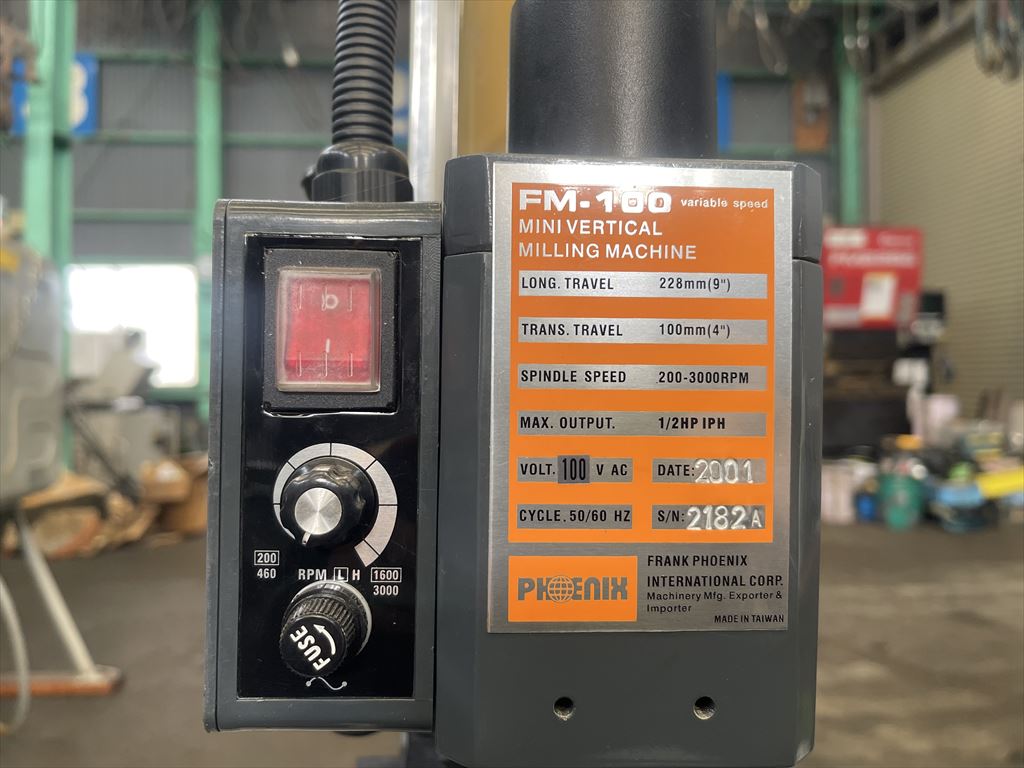 FM-100 variable speed
MINI VERTICAL
MILLING MACHINE
LONG. TRAVEL 228mm(9")
TRANS. TRAVEL 100mm(4")
SPINDLE SPEED 200-3000RPM
MAX. OUTPUT. 1/2HP IPH
VOLT. 100 V AC DATE: 2001
CYCLE. 50/60 HZ S/N: 2182A
PHOENIX
FRANK PHOENIX
INTERNATIONAL CORP.
Machinery Mfg. Exporter &
Importer
MADE IN TAIWAN
200 RPM L H 1600
460 3000
FUSE